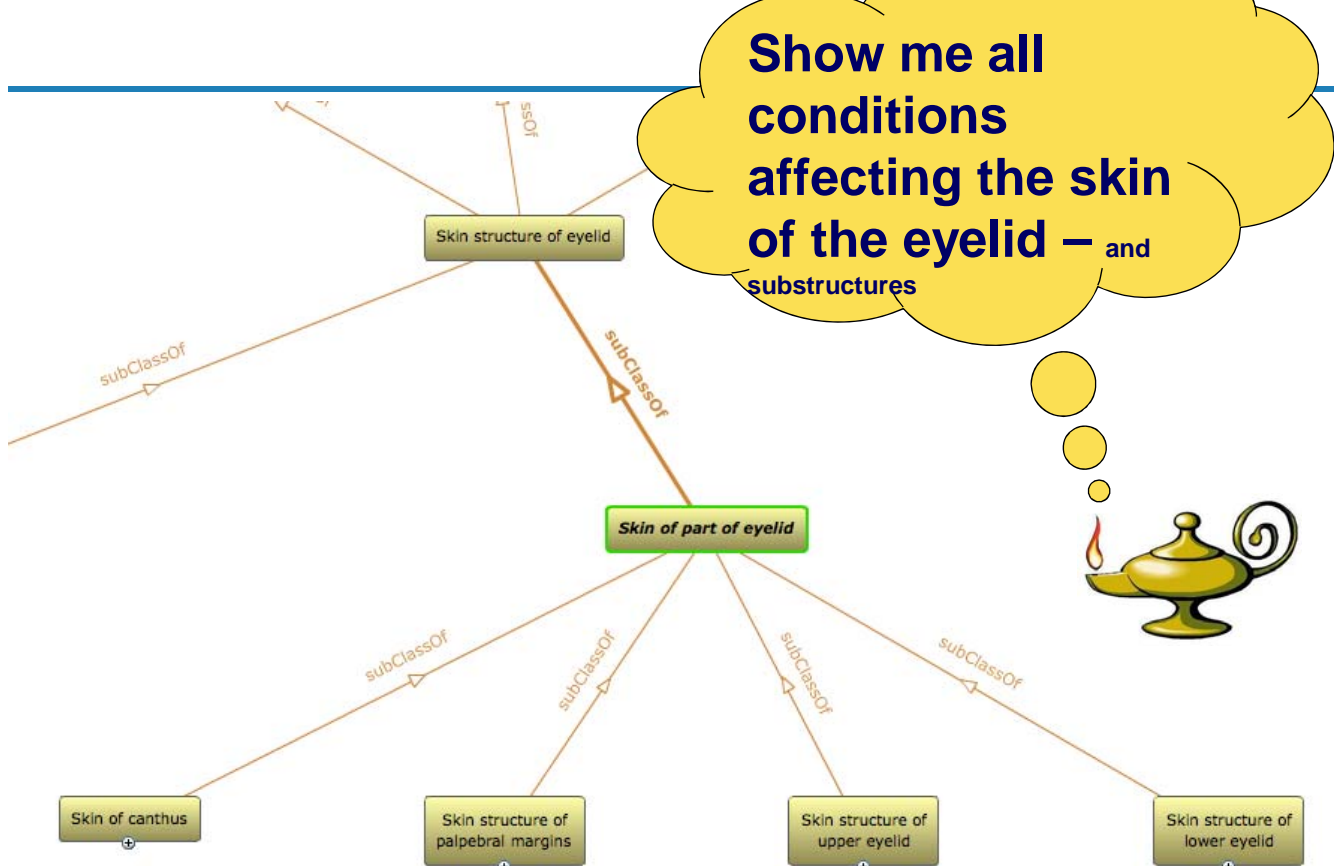 Show me all
conditions
affecting the skin
of the eyelid – and
substructures
ssOf
Skin structure of eyelid
subClassOf
subClassOf
Skin of part of eyelid
subClassOf
subClassOf
subClassOf
subClassOf
Skin of canthus
Skin structure of
palpebral margins
Skin structure of
upper eyelid
Skin structure of
lower eyelid